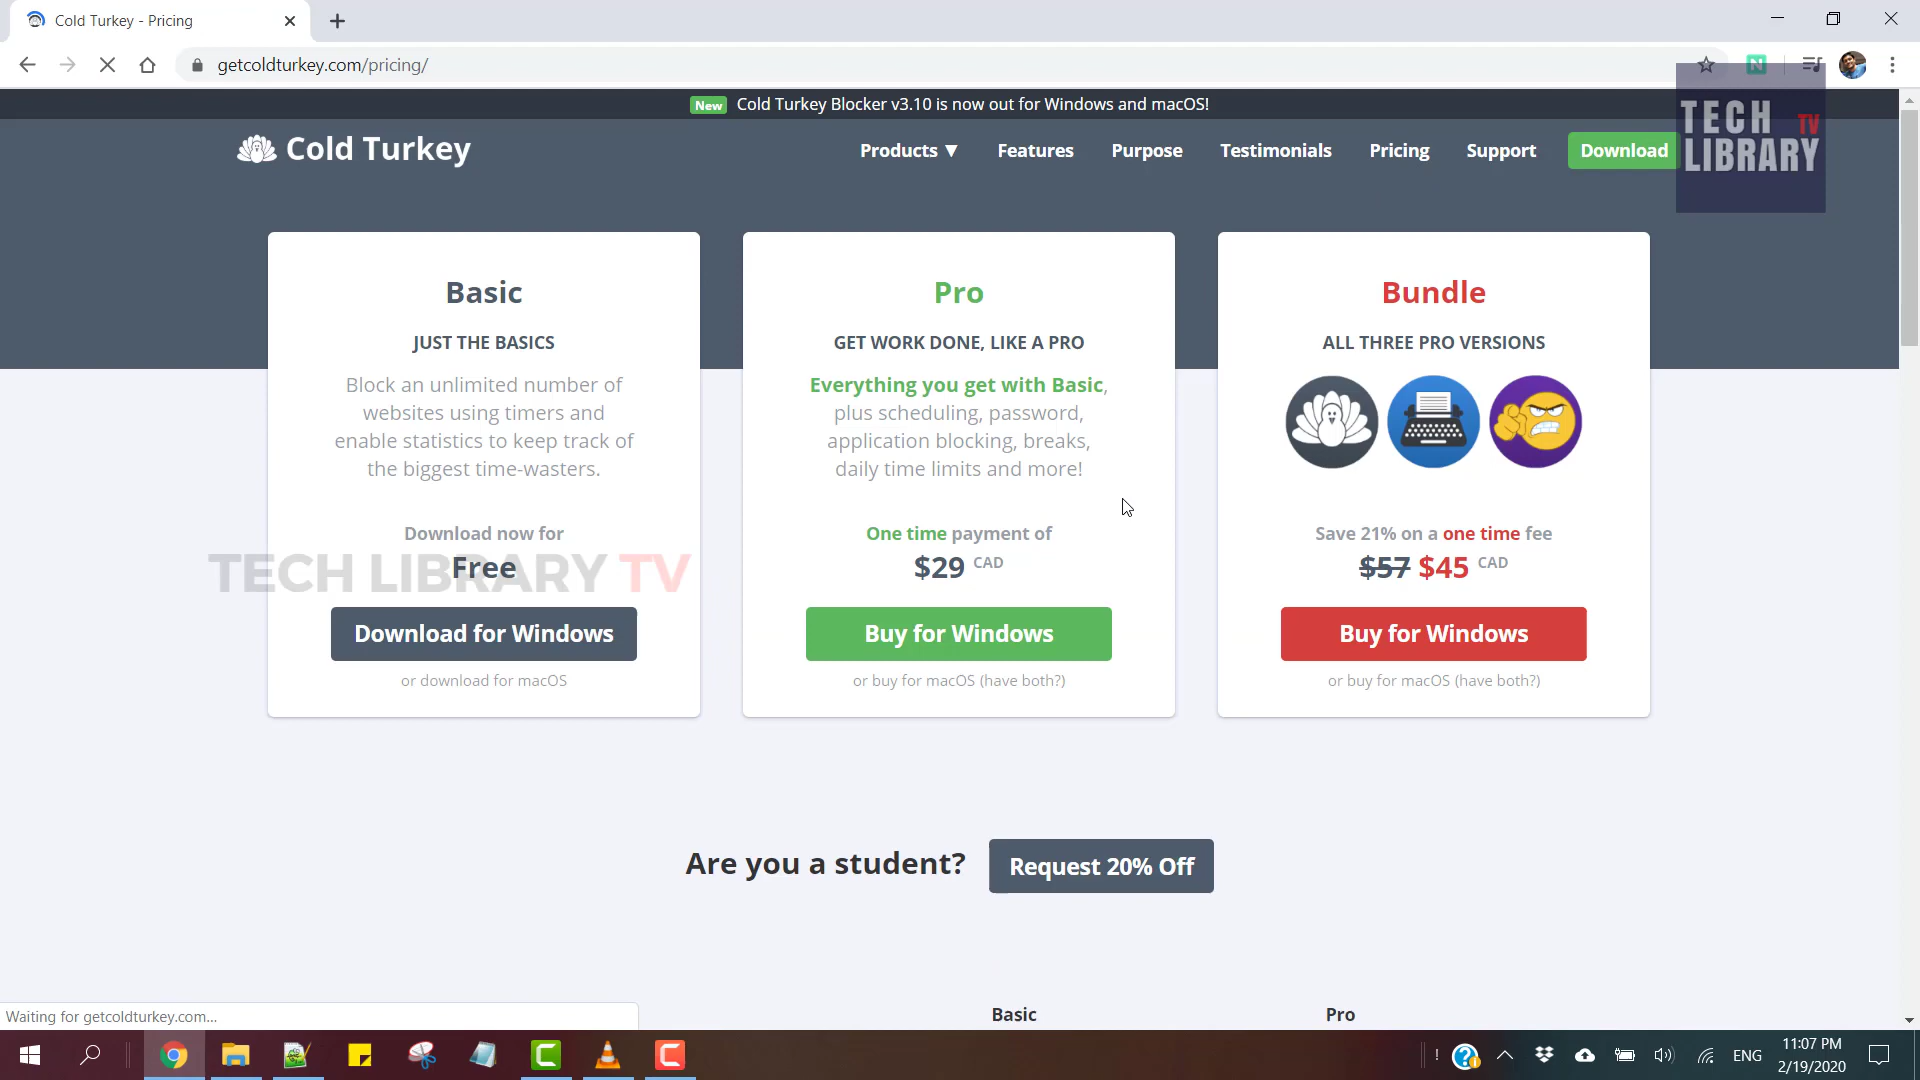 Cold Turkey - Pricing
getcoldturkey.com/pricing/
New Cold Turkey Blocker v3.10 is now out for Windows and macOS!
Cold Turkey
Products ▼ Features Purpose Testimonials Pricing Support Download
TECH TV
LIBRARY
Basic
JUST THE BASICS
Block an unlimited number of
websites using timers and
enable statistics to keep track of
the biggest time-wasters.
Download now for
Free
TECH LIBRARY TV
Download for Windows
or download for macOS
Pro
GET WORK DONE, LIKE A PRO
Everything you get with Basic,
plus scheduling, password,
application blocking, breaks,
daily time limits and more!
One time payment of
$29 CAD
Buy for Windows
or buy for macOS (have both?)
Bundle
ALL THREE PRO VERSIONS
Save 21% on a one time fee
$57 $45 CAD
Buy for Windows
or buy for macOS (have both?)
Are you a student? Request 20% Off
Basic Pro
Waiting for getcoldturkey.com...
ENG
11:07 PM
2/19/2020